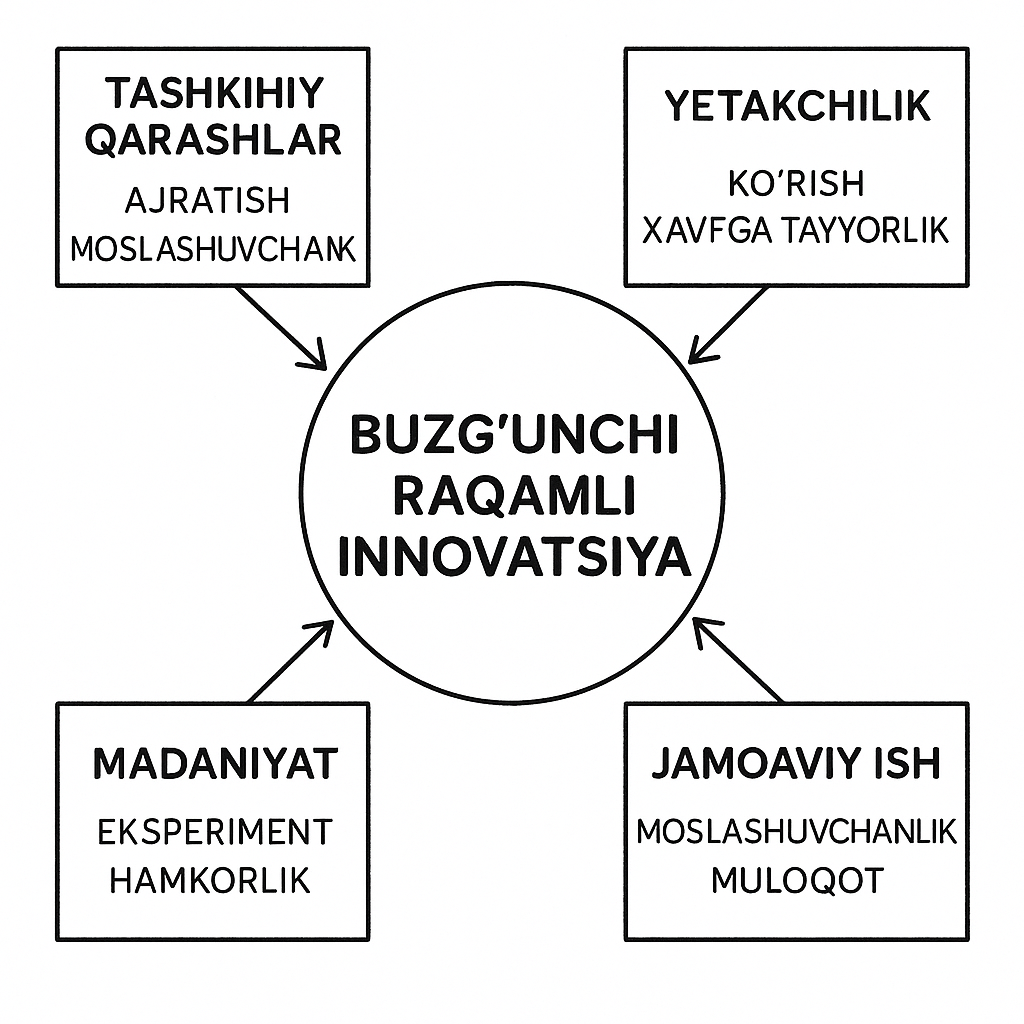 TASHKIHIY
QARASHLAR
AJRATISH
MOSLASHUVCHANK
YETAKCHILIK
KO'RISH
XAVFGA TAYYORLIK
BUZG'UNCHI
RAQAMLI
INNOVATSIYA
MADANIYAT
EKSPERIMENT
HAMKORLIK
JAMOAVIY ISH
MOSLASHUVCHANLIK
MULOQOT